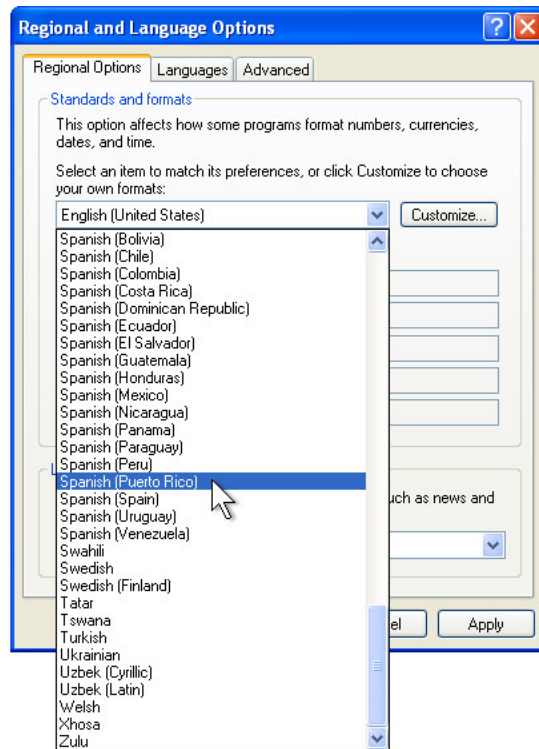 Regional and Language Options
Regional Options Languages Advanced
Standards and formats
This option affects how some programs format numbers, currencies,
dates, and time.
Select an item to match its preferences, or click Customize to choose
your own formats:
English (United States) Customize...
Spanish (Bolivia)
Spanish (Chile)
Spanish (Colombia)
Spanish (Costa Rica)
Spanish (Dominican Republic)
Spanish (Ecuador)
Spanish (El Salvador)
Spanish (Guatemala)
Spanish (Honduras)
Spanish (Mexico)
Spanish (Nicaragua)
Spanish (Panama)
Spanish (Paraguay)
Spanish (Peru)
Spanish (Puerto Rico)
Spanish (Spain) uch as news and
Spanish (Uruguay)
Spanish (Venezuela)
Swahili
Swedish
Swedish (Finland)
Tatar
Tswana
Turkish el Apply
Ukrainian
Uzbek (Cyrillic)
Uzbek (Latin)
Welsh
Xhosa
Zulu